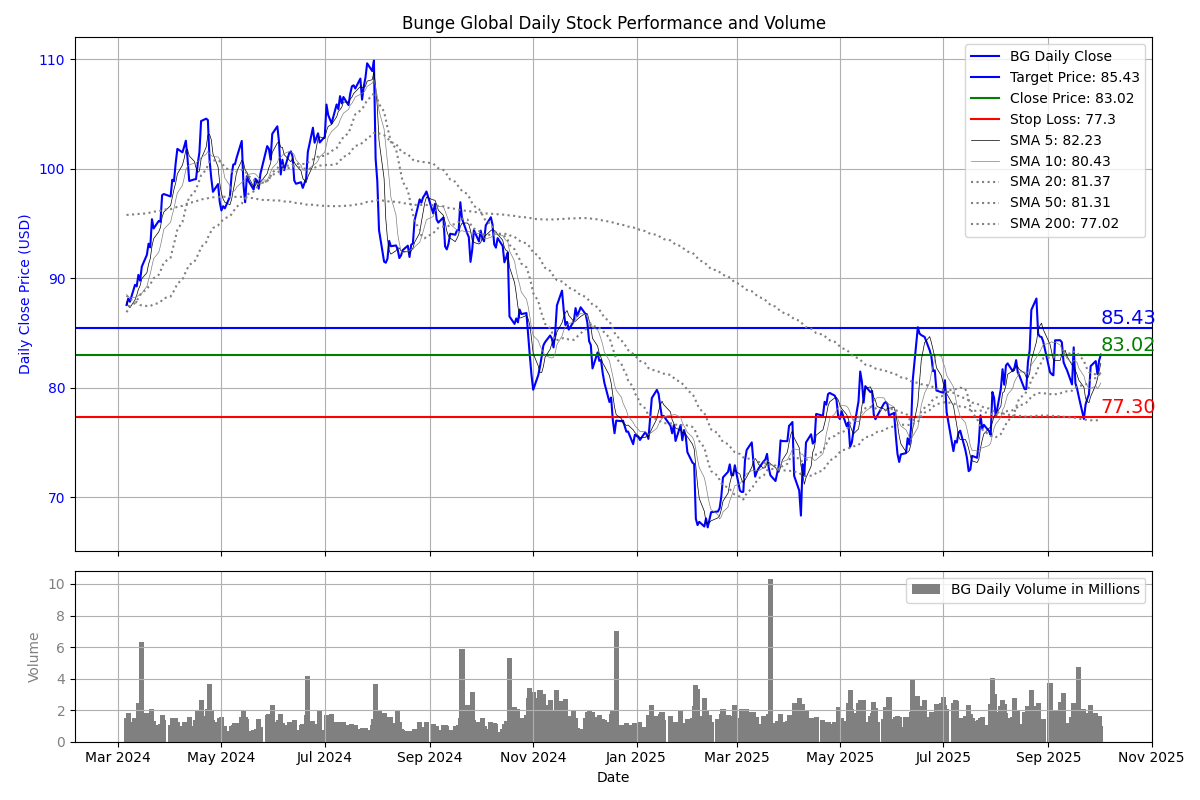 Bunge Global Daily Stock Performance and Volume
110
100
90
80
70
Daily Close Price (USD)
BG Daily Close
Target Price: 85.43
Close Price: 83.02
Stop Loss: 77.3
SMA 5: 82.23
SMA 10: 80.43
SMA 20: 81.37
SMA 50: 81.31
SMA 200: 77.02
85.43
83.02
77.30
10
8
6
4
2
0
Volume
BG Daily Volume in Millions
Mar 2024 May 2024 Jul 2024 Sep 2024 Nov 2024 Jan 2025 Mar 2025 May 2025 Jul 2025 Sep 2025 Nov 2025
Date